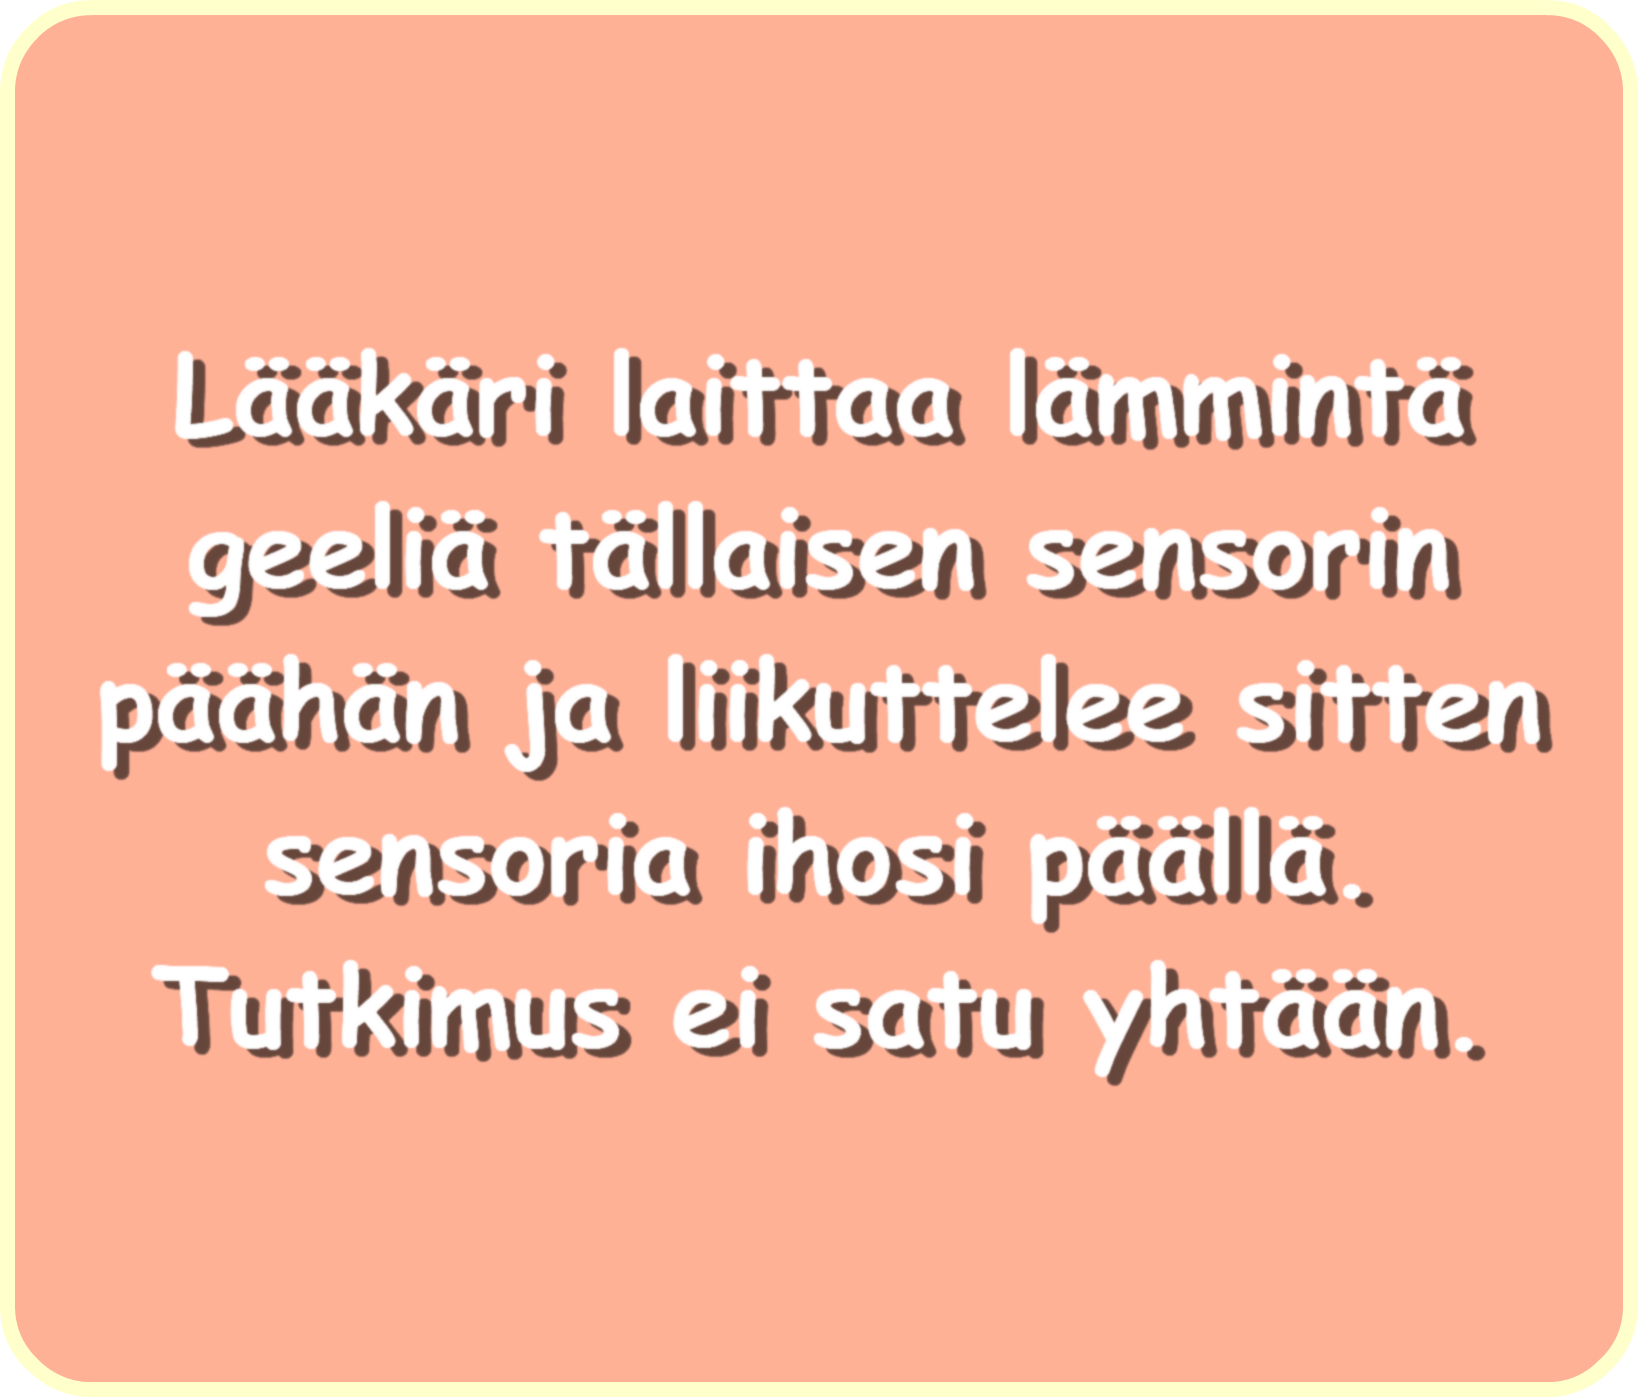 Lääkäri laittaa lämmintä
geeliä tällaisen sensorin
päähän ja liikuttelee sitten
sensoria ihosi päällä.
Tutkimus ei satu yhtään.